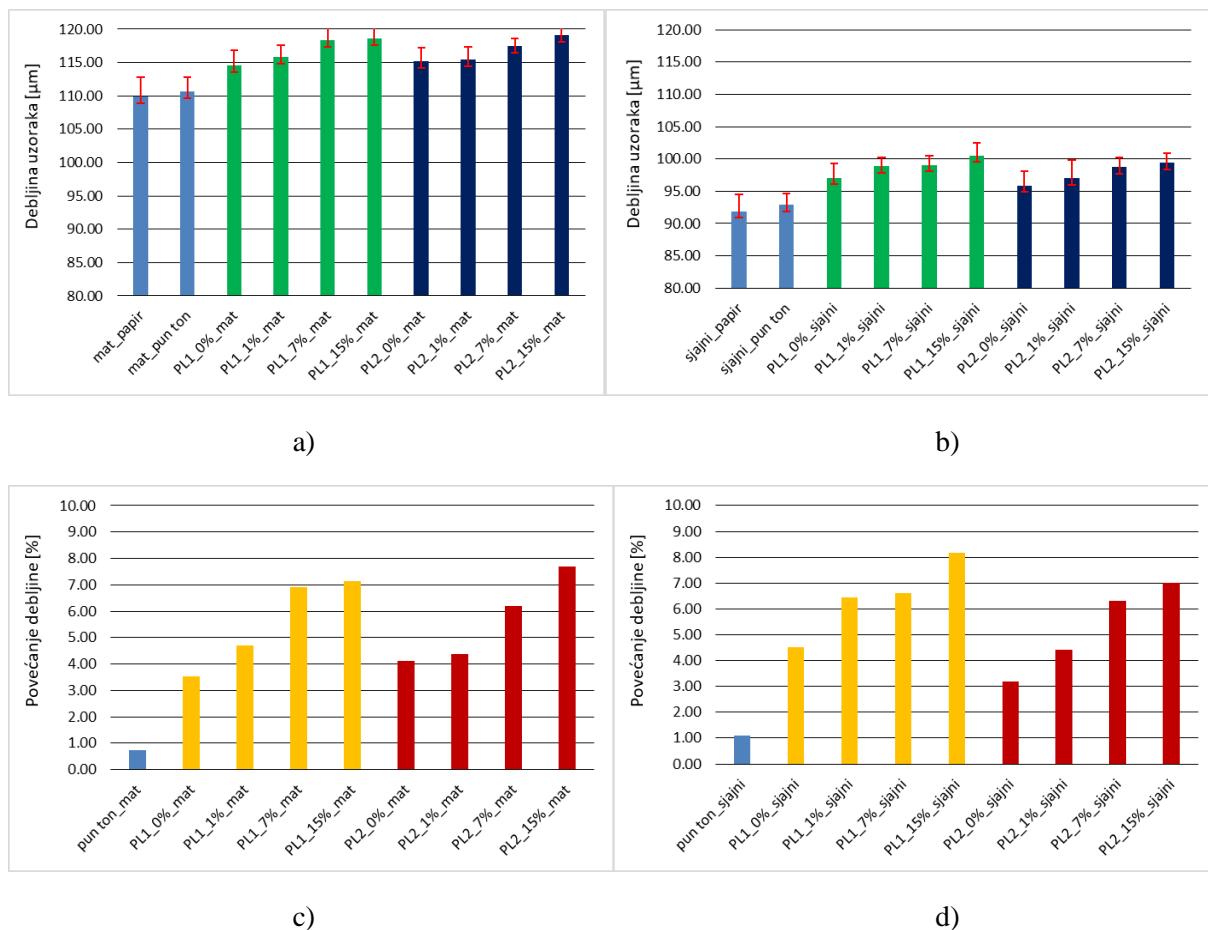 Debljina uzoraka [µm]
120.00
115.00
110.00
105.00
100.00
95.00
90.00
85.00
80.00
mat_papir
mat_pun ton
PL1_0%_mat
PL1_1%_mat
PL1_7%_mat
PL1_15%_mat
PL2_0%_mat
PL2_1%_mat
PL2_7%_mat
PL2_15%_mat
a)
Debljina uzoraka [µm]
120.00
115.00
110.00
105.00
100.00
95.00
90.00
85.00
80.00
sjajni_papir
sjajni_pun ton
PL1_0%_sjajni
PL1_1%_sjajni
PL1_7%_sjajni
PL1_15%_sjajni
PL2_0%_sjajni
PL2_1%_sjajni
PL2_7%_sjajni
PL2_15%_sjajni
b)
Povećanje debljine [%]
10.00
9.00
8.00
7.00
6.00
5.00
4.00
3.00
2.00
1.00
0.00
pun ton_mat
PL1_0%_mat
PL1_1%_mat
PL1_7%_mat
PL1_15%_mat
PL2_0%_mat
PL2_1%_mat
PL2_7%_mat
PL2_15%_mat
c)
Povećanje debljine [%]
10.00
9.00
8.00
7.00
6.00
5.00
4.00
3.00
2.00
1.00
0.00
pun ton_sjajni
PL1_0%_sjajni
PL1_1%_sjajni
PL1_7%_sjajni
PL1_15%_sjajni
PL2_0%_sjajni
PL2_1%_sjajni
PL2_7%_sjajni
PL2_15%_sjajni
d)